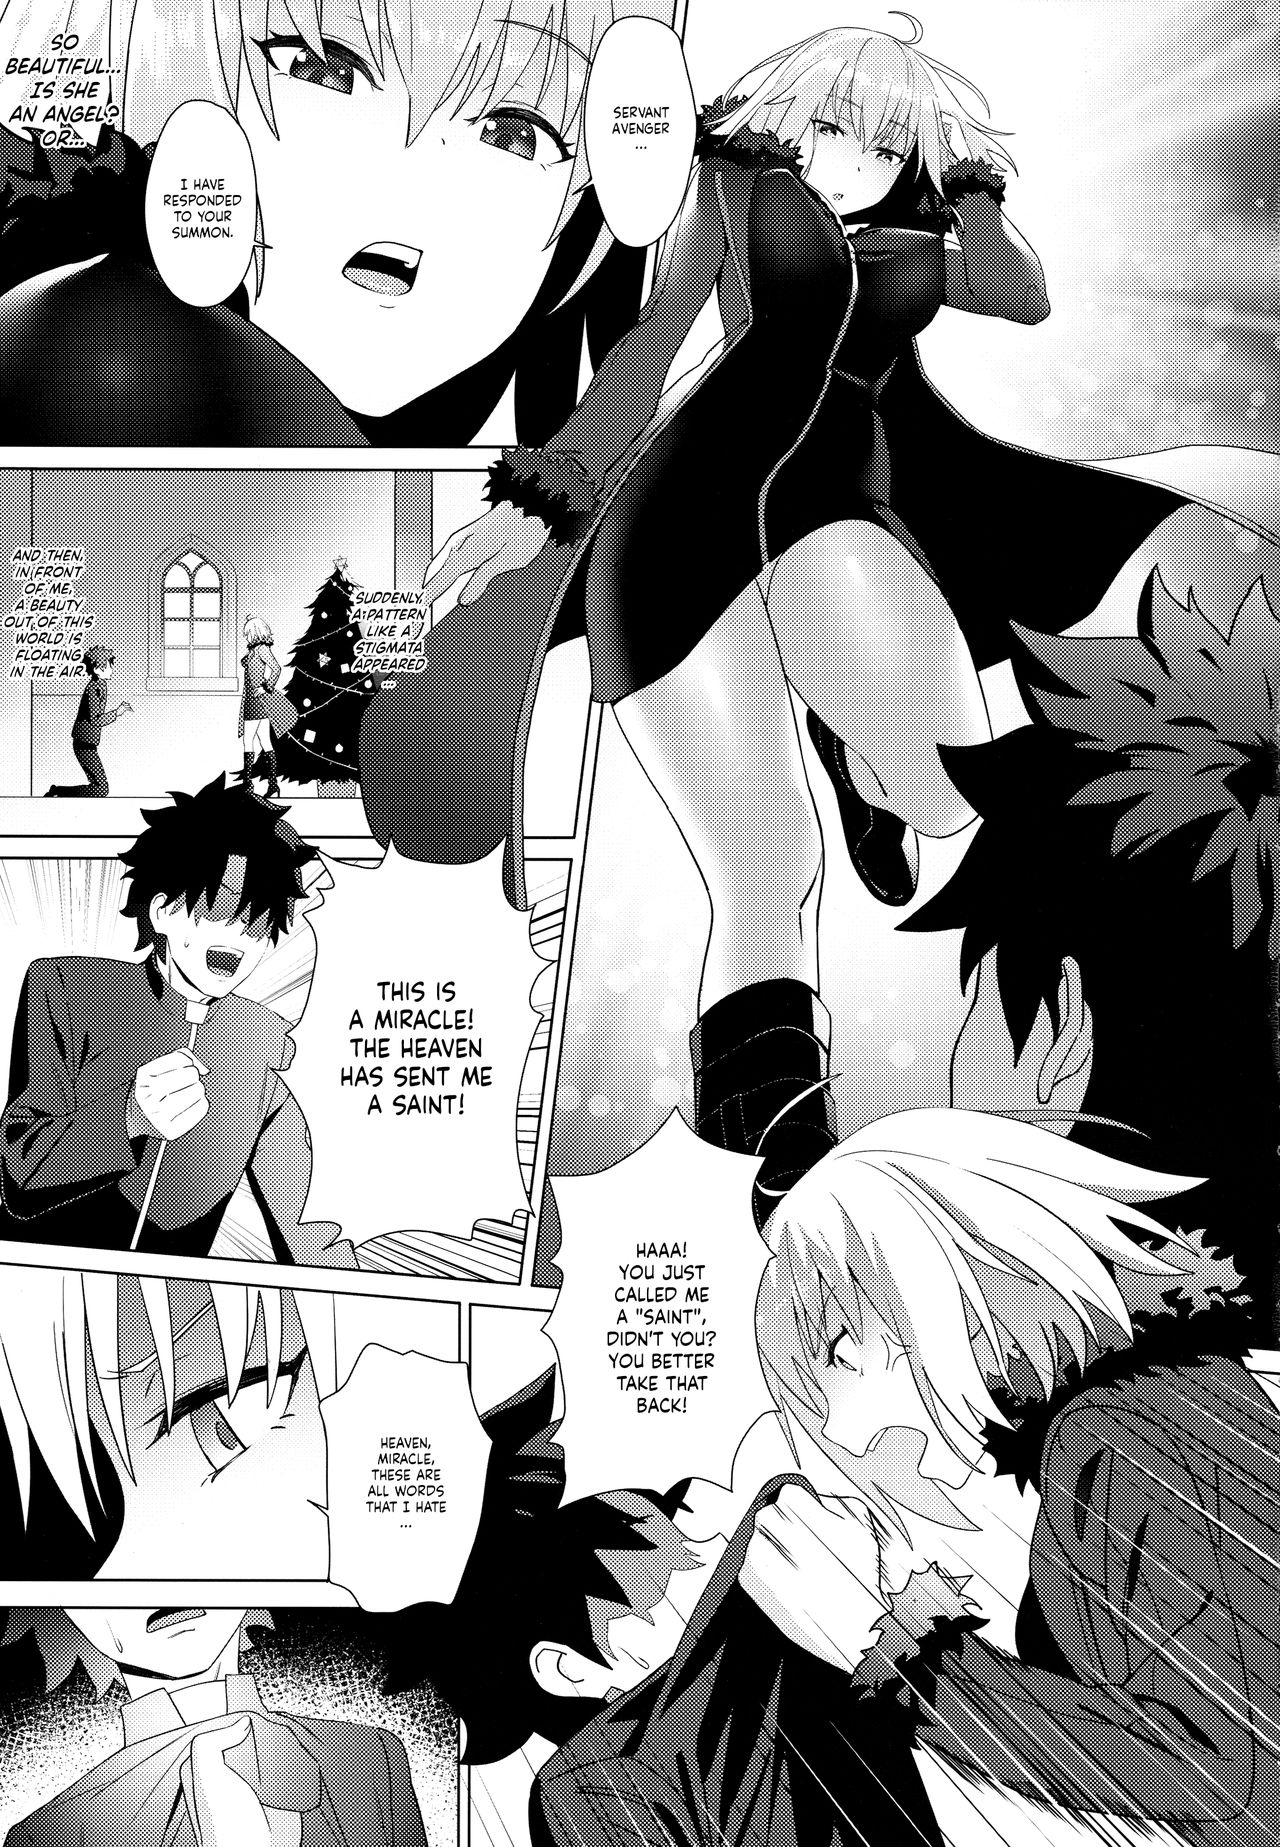 SERVANT
AVENGER
...
I HAVE
RESPONDED
TO YOUR
SUMMON.
SO
BEAUTIFUL...
IS SHE
AN ANGEL?
OR...
SUDDENLY,
A PATTERN
LIKE A
STIGMATA
APPEARED
...
AND THEN,
IN FRONT
OF ME,
A BEAUTY
OUT OF THIS
WORLD IS
FLOATING
IN THE AIR.
THIS IS
A MIRACLE!
THE HEAVEN
HAS SENT ME
A SAINT!
HAAA!
YOU JUST
CALLED ME
A "SAINT",
DIDN'T YOU?
YOU BETTER
TAKE THAT
BACK!
HEAVEN,
MIRACLE,
THESE ARE
ALL WORDS
THAT I HATE
...